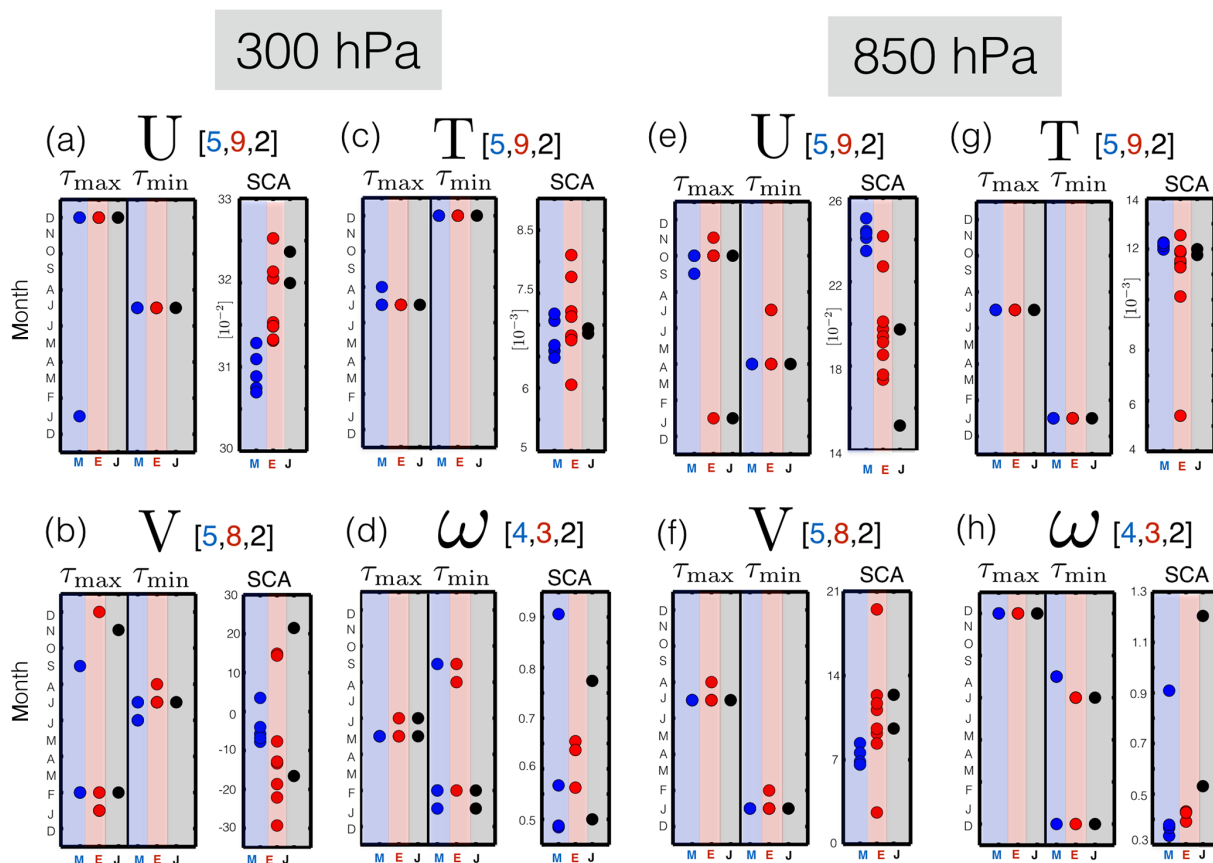 300 hPa
850 hPa
(a) U [5,9,2]
τmax τmin SCA
Month
D
N
O
S
A
J
J
M
A
M
F
J
D
33
32
31
30
[10⁻²]
M E J M E J M E J
(c) T [5,9,2]
τmax τmin SCA
D
N
O
S
A
J
J
M
A
M
F
J
D
8.5
7.5
6
5
[10⁻³]
M E J M E J M E J
(e) U [5,9,2]
τmax τmin SCA
D
N
O
S
A
J
J
M
A
M
F
J
D
26
22
18
14
[10⁻²]
M E J M E J M E J
(g) T [5,9,2]
τmax τmin SCA
D
N
O
S
A
J
J
M
A
M
F
J
D
14
12
10
8
6
4
[10⁻³]
M E J M E J M E J
(b) V [5,8,2]
τmax τmin SCA
Month
D
N
O
S
A
J
J
M
A
M
F
J
D
30
20
10
0
-10
-20
-30
M E J M E J M E J
(d) ω [4,3,2]
τmax τmin SCA
D
N
O
S
A
J
J
M
A
M
F
J
D
0.9
0.8
0.7
0.6
0.5
M E J M E J M E J
(f) V [5,8,2]
τmax τmin SCA
D
N
O
S
A
J
J
M
A
M
F
J
D
21
14
7
0
M E J M E J M E J
(h) ω [4,3,2]
τmax τmin SCA
D
N
O
S
A
J
J
M
A
M
F
J
D
1.3
1.1
0.9
0.7
0.5
0.3
M E J M E J M E J